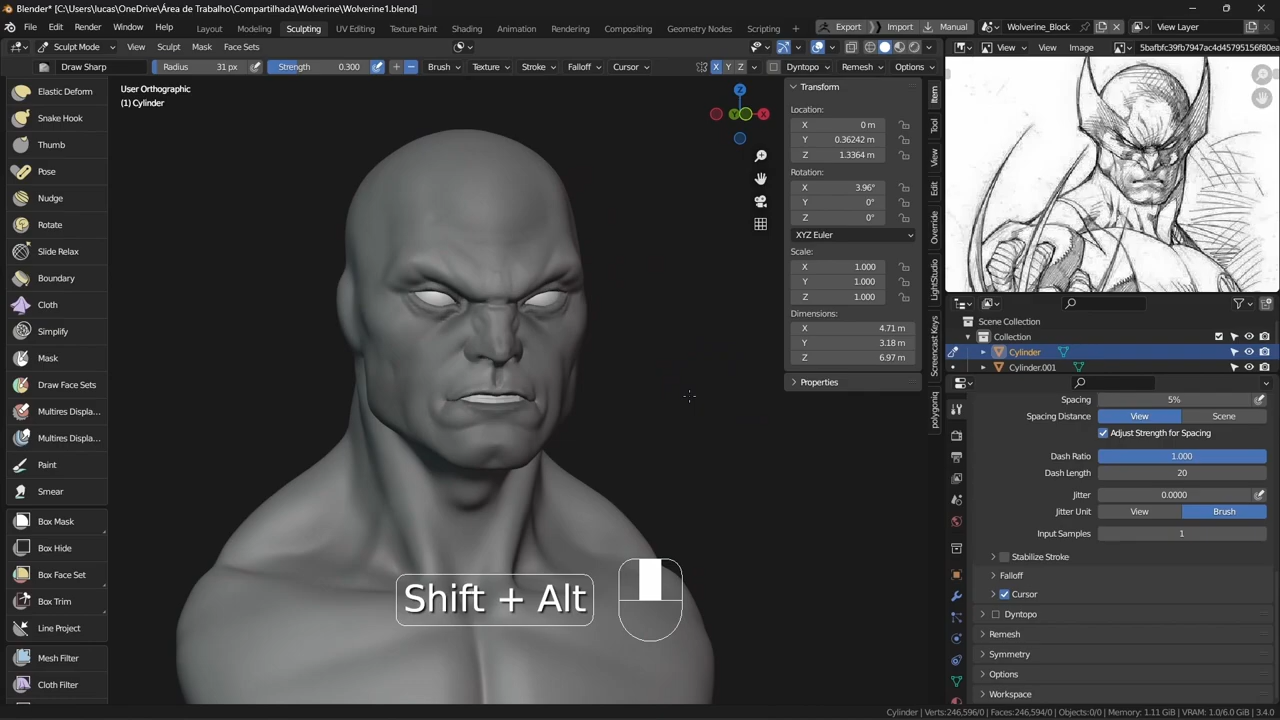 Blender* [C:\Users\lucas\OneDrive\Área de Trabalho\Compartilhada\Wolverine\Wolverine1.blend]
File Edit Render Window Help Layout Modeling Sculpting UV Editing Texture Paint Shading Animation Rendering Compositing Geometry Nodes Scripting Export Import Manual Wolverine_Block View Layer
Sculpt Mode View Sculpt Mask Face Sets View View Image 5bafbfc39fb7947ac4d45795156f80ea
Draw Sharp Radius 31 px Strength 0.300 Brush Texture Stroke Falloff Cursor X Y Z Dyntopo Remesh Options
User Orthographic
(1) Cylinder
Elastic Deform
Snake Hook
Thumb
Pose
Nudge
Rotate
Slide Relax
Boundary
Cloth
Simplify
Mask
Draw Face Sets
Multires Displa...
Multires Displa...
Paint
Smear
Box Mask
Box Hide
Box Face Set
Box Trim
Line Project
Mesh Filter
Cloth Filter
Z
Y
X
Transform
Location:
X 0 m
Y 0.36242 m
Z 1.3364 m
Rotation:
X 3.96°
Y 0°
Z 0°
XYZ Euler
Scale:
X 1.000
Y 1.000
Z 1.000
Dimensions:
X 4.71 m
Y 3.18 m
Z 6.97 m
Properties
Item
Tool
View
Edit
Override
LightStudio
Screencast Keys
polygoniq
Scene Collection
Collection
Cylinder
Cylinder.001
Spacing 5%
Spacing Distance View Scene
Adjust Strength for Spacing
Dash Ratio 1.000
Dash Length 20
Jitter 0.0000
Jitter Unit View Brush
Input Samples 1
Stabilize Stroke
Falloff
Cursor
Dyntopo
Remesh
Symmetry
Options
Workspace
Shift + Alt
Cylinder | Verts:246,596/0 | Faces:246,594/0 | Objects:0/0 | Memory: 1.11 GiB | VRAM: 1.0/6.0 GiB | 3.4.0